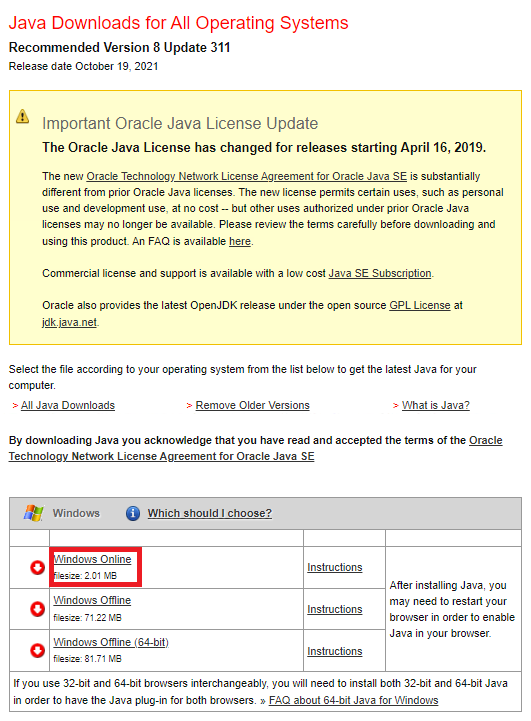 Java Downloads for All Operating Systems
Recommended Version 8 Update 311
Release date October 19, 2021
Important Oracle Java License Update
The Oracle Java License has changed for releases starting April 16, 2019.
The new Oracle Technology Network License Agreement for Oracle Java SE is substantially
different from prior Oracle Java licenses. The new license permits certain uses, such as personal
use and development use, at no cost -- but other uses authorized under prior Oracle Java
licenses may no longer be available. Please review the terms carefully before downloading and
using this product. An FAQ is available here.
Commercial license and support is available with a low cost Java SE Subscription.
Oracle also provides the latest OpenJDK release under the open source GPL License at
jdk.java.net.
Select the file according to your operating system from the list below to get the latest Java for your
computer.
> All Java Downloads > Remove Older Versions > What is Java?
By downloading Java you acknowledge that you have read and accepted the terms of the Oracle
Technology Network License Agreement for Oracle Java SE
Windows i Which should I choose?
Windows Online
filesize: 2.01 MB
Instructions
Windows Offline
filesize: 71.22 MB
Instructions
Windows Offline (64-bit)
filesize: 81.71 MB
Instructions
After installing Java, you
may need to restart your
browser in order to enable
Java in your browser.
If you use 32-bit and 64-bit browsers interchangeably, you will need to install both 32-bit and 64-bit Java
in order to have the Java plug-in for both browsers. » FAQ about 64-bit Java for Windows